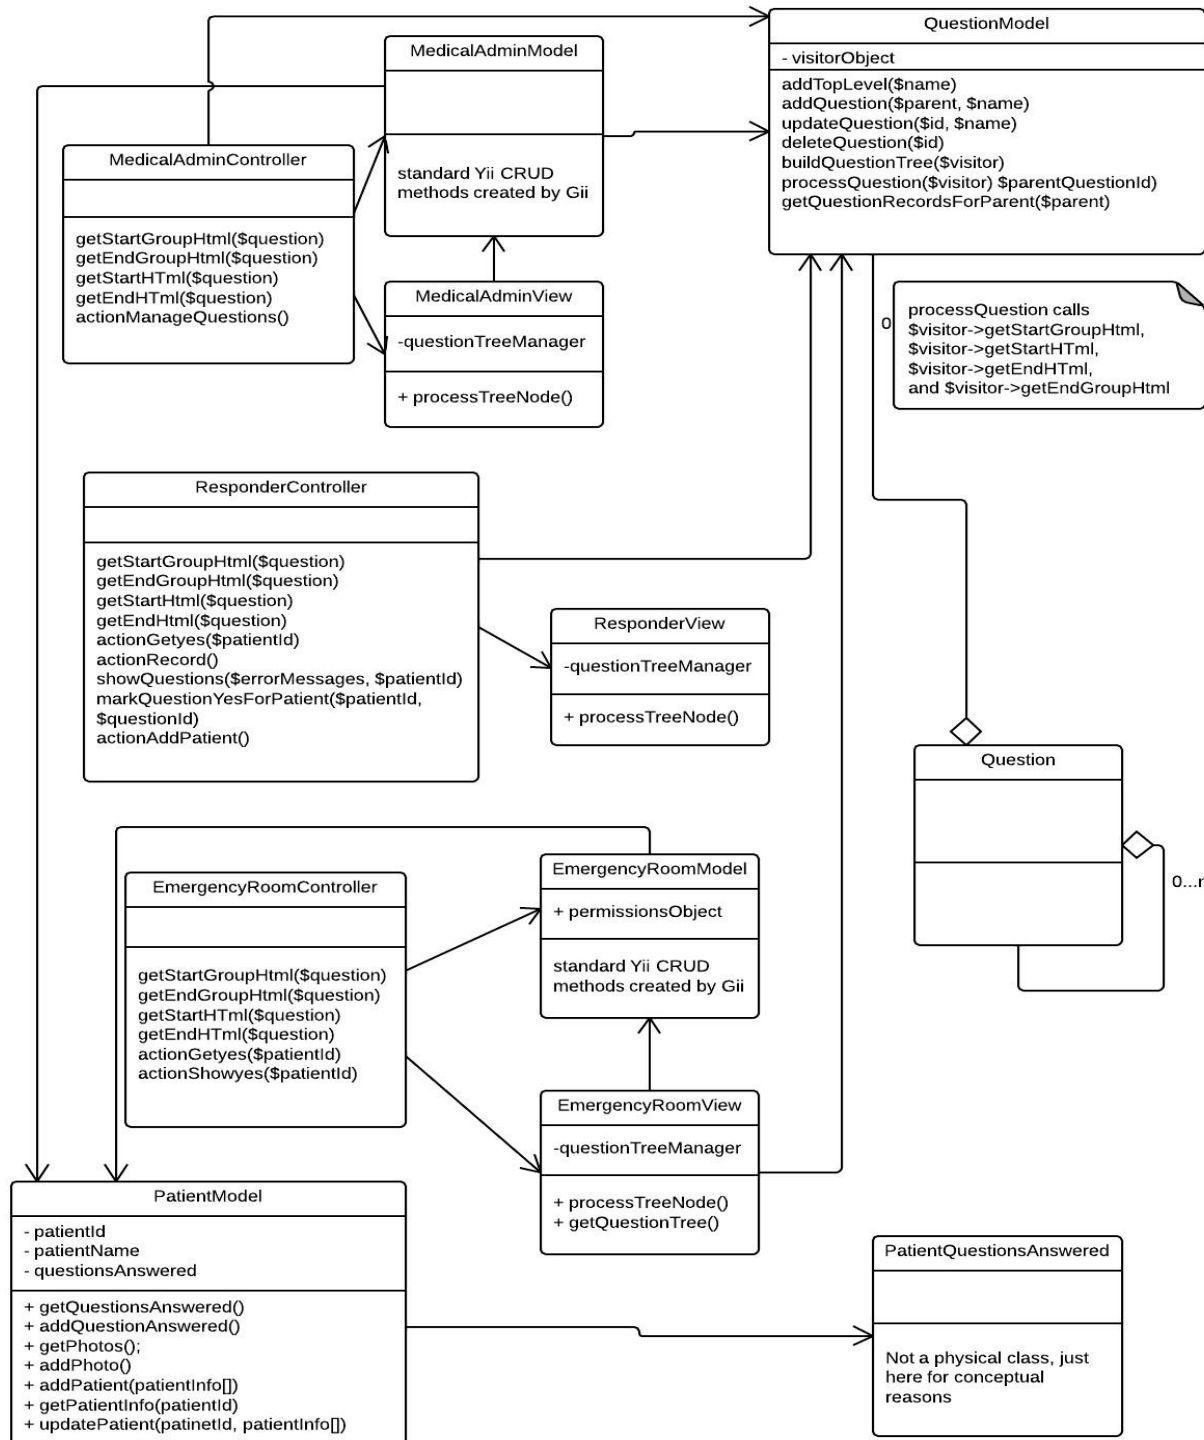 QuestionModel
- visitorObject
addTopLevel($name)
addQuestion($parent, $name)
updateQuestion($id, $name)
deleteQuestion($id)
buildQuestionTree($visitor)
processQuestion($visitor) $parentQuestionId)
getQuestionRecordsForParent($parent)
MedicalAdminModel
standard Yii CRUD
methods created by Gii
MedicalAdminController
getStartGroupHtml($question)
getEndGroupHtml($question)
getStartHTml($question)
getEndHTml($question)
actionManageQuestions()
MedicalAdminView
-questionTreeManager
+ processTreeNode()
0
processQuestion calls
$visitor->getStartGroupHtml,
$visitor->getStartHTml,
$visitor->getEndHTml,
and $visitor->getEndGroupHtml
ResponderController
getStartGroupHtml($question)
getEndGroupHtml($question)
getStartHtml($question)
getEndHtml($question)
actionGetyes($patientId)
actionRecord()
showQuestions($errorMessages, $patientId)
markQuestionYesForPatient($patientId,
$questionId)
actionAddPatient()
ResponderView
-questionTreeManager
+ processTreeNode()
Question
0...n
EmergencyRoomController
getStartGroupHtml($question)
getEndGroupHtml($question)
getStartHTml($question)
getEndHTml($question)
actionGetyes($patientId)
actionShowyes($patientId)
EmergencyRoomModel
+ permissionsObject
standard Yii CRUD
methods created by Gii
EmergencyRoomView
-questionTreeManager
+ processTreeNode()
+ getQuestionTree()
PatientModel
- patientId
- patientName
- questionsAnswered
+ getQuestionsAnswered()
+ addQuestionAnswered()
+ getPhotos();
+ addPhoto()
+ addPatient(patientInfo[])
+ getPatientInfo(patientId)
+ updatePatient(patinetId, patientInfo[])
PatientQuestionsAnswered
Not a physical class, just
here for conceptual
reasons